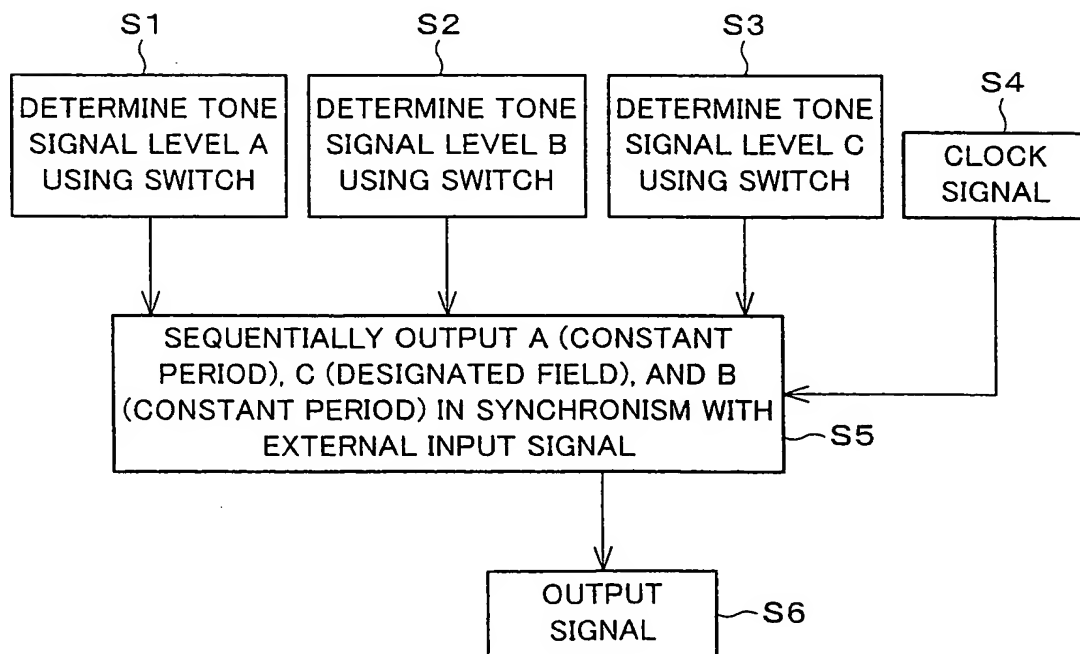 S1
DETERMINE TONE
SIGNAL LEVEL A
USING SWITCH
S2
DETERMINE TONE
SIGNAL LEVEL B
USING SWITCH
S3
DETERMINE TONE
SIGNAL LEVEL C
USING SWITCH
S4
CLOCK
SIGNAL
SEQUENTIALLY OUTPUT A (CONSTANT
PERIOD), C (DESIGNATED FIELD), AND B
(CONSTANT PERIOD) IN SYNCHRONISM WITH
EXTERNAL INPUT SIGNAL
S5
OUTPUT
SIGNAL
S6